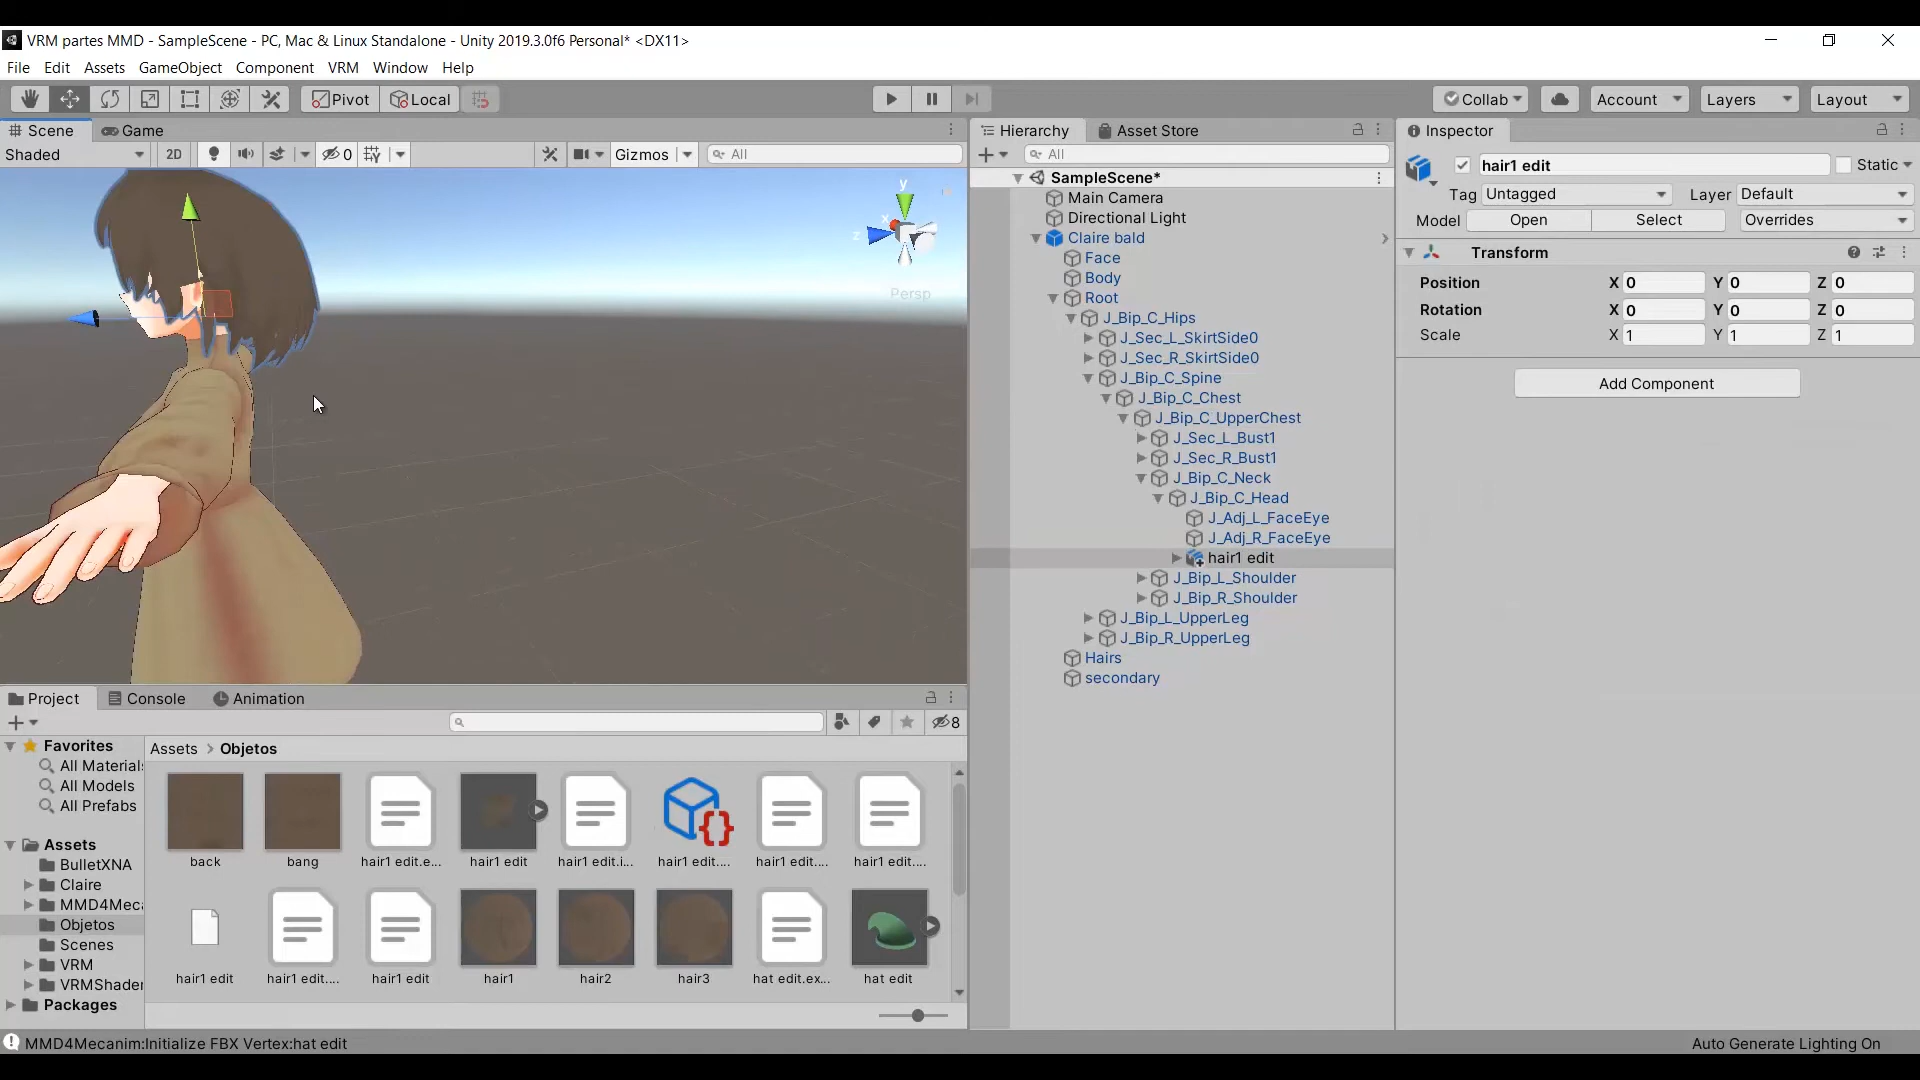 VRM partes MMD - SampleScene - PC, Mac & Linux Standalone - Unity 2019.3.0f6 Personal* <DX11>
File Edit Assets GameObject Component VRM Window Help
Pivot Local Collab Account Layers Layout
Scene Game
Shaded 2D 0 Gizmos All
y
x
z
Persp
Hierarchy Asset Store
All
SampleScene*
Main Camera
Directional Light
Claire bald
Face
Body
Root
J_Bip_C_Hips
J_Sec_L_SkirtSide0
J_Sec_R_SkirtSide0
J_Bip_C_Spine
J_Bip_C_Chest
J_Bip_C_UpperChest
J_Sec_L_Bust1
J_Sec_R_Bust1
J_Bip_C_Neck
J_Bip_C_Head
J_Adj_L_FaceEye
J_Adj_R_FaceEye
hair1 edit
J_Bip_L_Shoulder
J_Bip_R_Shoulder
J_Bip_L_UpperLeg
J_Bip_R_UpperLeg
Hairs
secondary
Inspector
hair1 edit Static
Tag Untagged Layer Default
Model Open Select Overrides
Transform
Position X 0 Y 0 Z 0
Rotation X 0 Y 0 Z 0
Scale X 1 Y 1 Z 1
Add Component
Project Console Animation
8
Favorites
All Materials
All Models
All Prefabs
Assets
BulletXNA
Claire
MMD4Meca
Objetos
Scenes
VRM
VRMShader
Packages
Assets > Objetos
back bang hair1 edit.e... hair1 edit hair1 edit.i... hair1 edit.... hair1 edit.... hair1 edit....
hair1 edit hair1 edit.... hair1 edit hair1 hair2 hair3 hat edit.ex... hat edit
MMD4Mecanim:Initialize FBX Vertex:hat edit
Auto Generate Lighting On